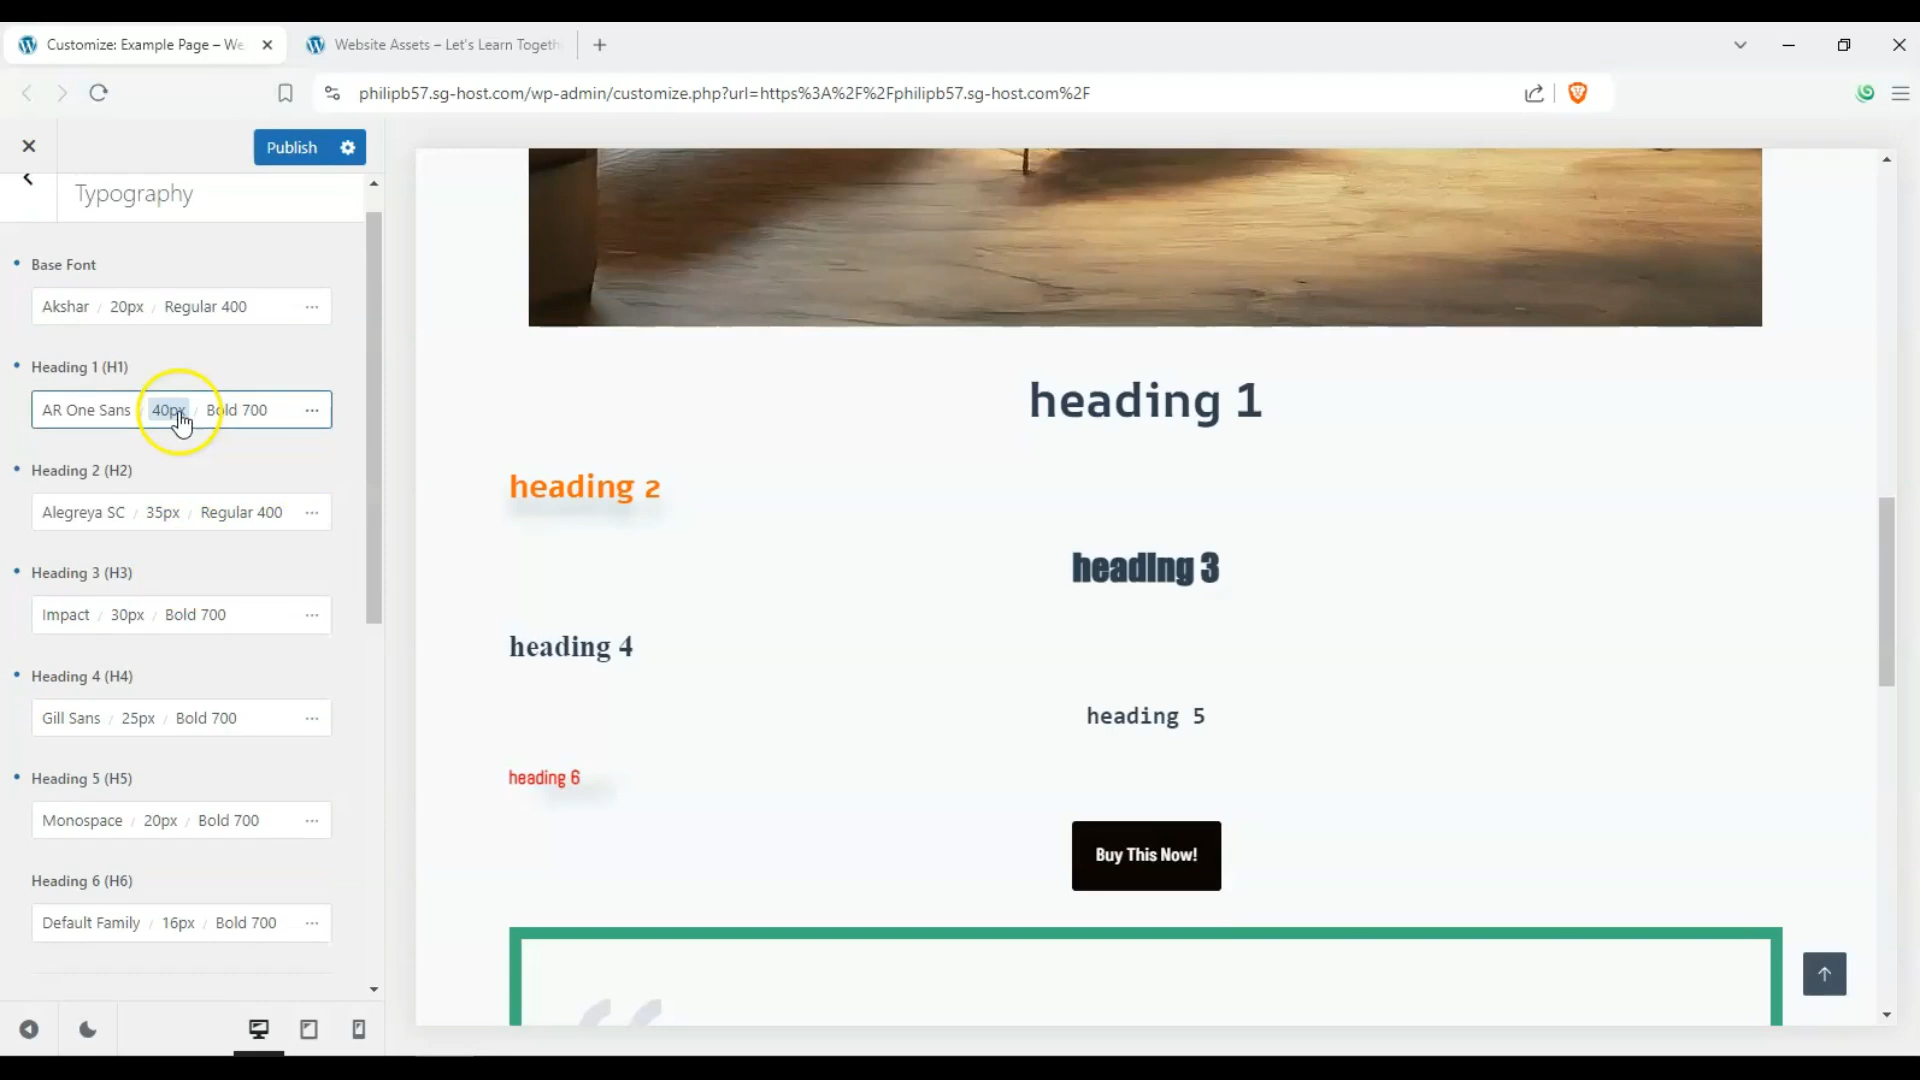 Customize: Example Page – We
Website Assets – Let's Learn Togeth
philipb57.sg-host.com/wp-admin/customize.php?url=https%3A%2F%2Fphilipb57.sg-host.com%2F
Publish
Typography
Base Font
Akshar / 20px / Regular 400 ···
Heading 1 (H1)
AR One Sans / 40px / Bold 700 ···
Heading 2 (H2)
Alegreya SC / 35px / Regular 400 ···
Heading 3 (H3)
Impact / 30px / Bold 700 ···
Heading 4 (H4)
Gill Sans / 25px / Bold 700 ···
Heading 5 (H5)
Monospace / 20px / Bold 700 ···
Heading 6 (H6)
Default Family / 16px / Bold 700 ···
heading 1
heading 2
heading 3
heading 4
heading 5
heading 6
Buy This Now!
“